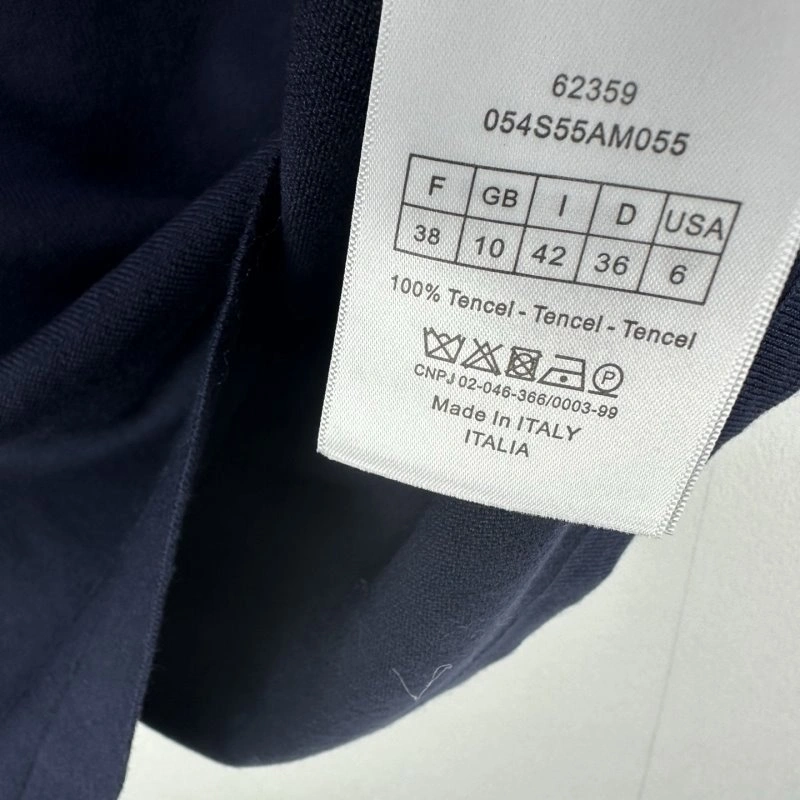 62359
054S55AM055
F GB I D USA
38 10 42 36 6
100% Tencel - Tencel - Tencel
P
CNPJ 02-046-366/0003-99
Made In ITALY
ITALIA